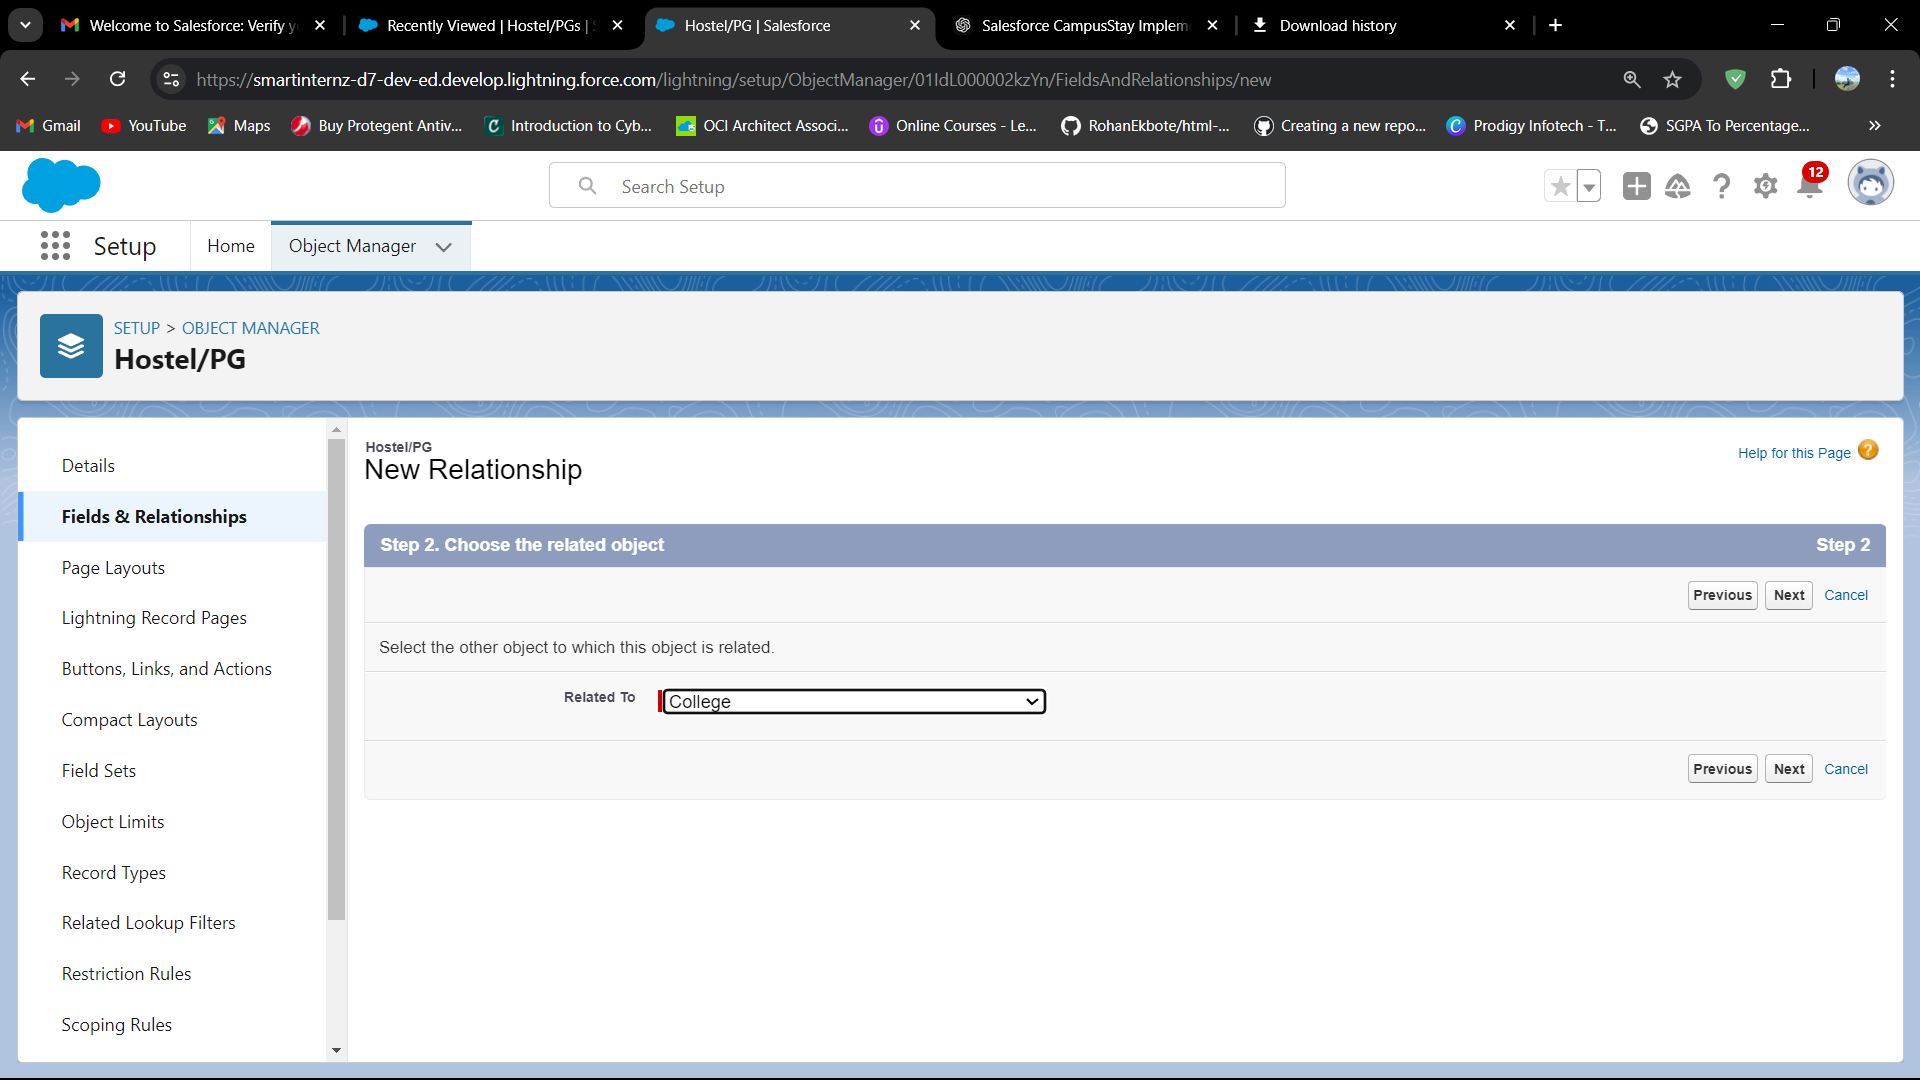 Welcome to Salesforce: Verify y
Recently Viewed | Hostel/PGs |
Hostel/PG | Salesforce
Salesforce CampusStay Implem
Download history
https://smartinternz-d7-dev-ed.develop.lightning.force.com/lightning/setup/ObjectManager/01IdL000002kzYn/FieldsAndRelationships/new
Gmail
YouTube
Maps
Buy Protegent Antiv...
Introduction to Cyb...
OCI Architect Associ...
Online Courses - Le...
RohanEkbote/html-...
Creating a new repo...
Prodigy Infotech - T...
SGPA To Percentage...
Search Setup
12
Setup
Home
Object Manager
SETUP > OBJECT MANAGER
Hostel/PG
Details
Fields & Relationships
Page Layouts
Lightning Record Pages
Buttons, Links, and Actions
Compact Layouts
Field Sets
Object Limits
Record Types
Related Lookup Filters
Restriction Rules
Scoping Rules
Hostel/PG
New Relationship
Help for this Page
Step 2. Choose the related object
Step 2
Previous
Next
Cancel
Select the other object to which this object is related.
Related To
College
Previous
Next
Cancel